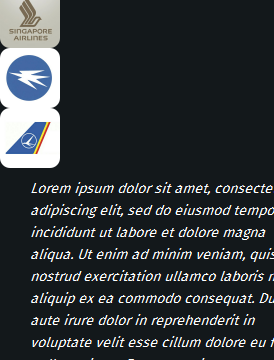 SINGAPORE
AIRLINES
Lorem ipsum dolor sit amet, consecte
adipiscing elit, sed do eiusmod tempo
incididunt ut labore et dolore magna
aliqua. Ut enim ad minim veniam, quis
nostrud exercitation ullamco laboris n
aliquip ex ea commodo consequat. Du
aute irure dolor in reprehenderit in
voluptate velit esse cillum dolore eu f